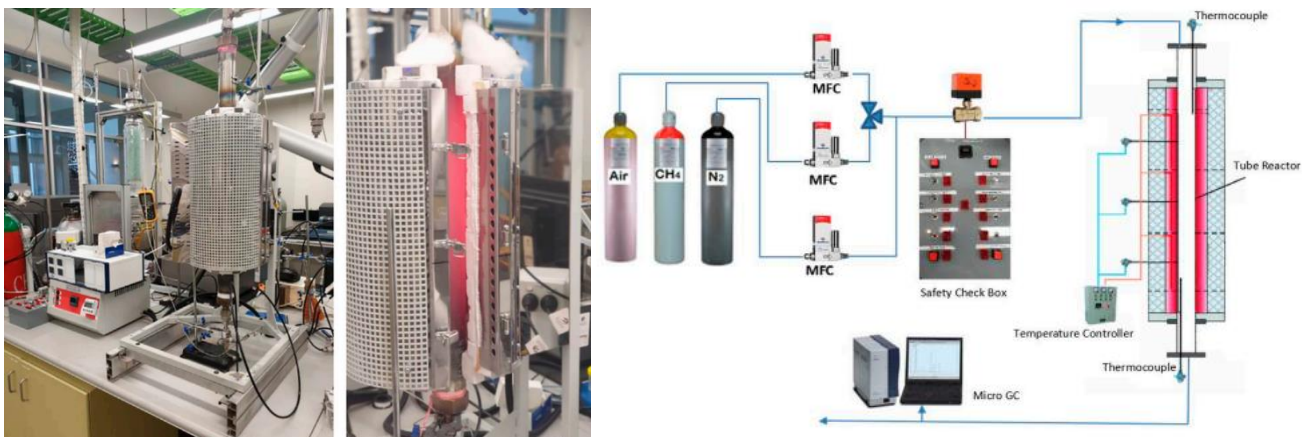 Thermocouple
MFC
Air
CH4
N2
MFC
Tube Reactor
MFC
Safety Check Box
Temperature Controller
Thermocouple
Micro GC